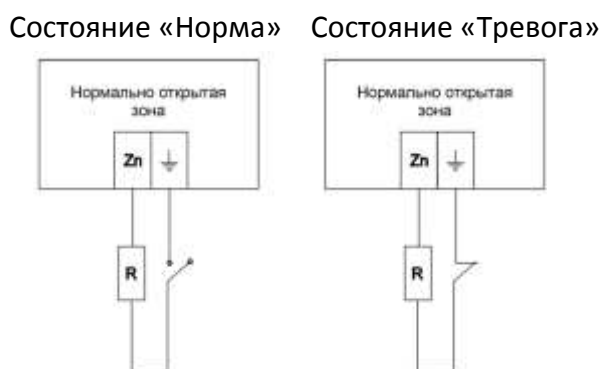 Состояние «Норма» Состояние «Тревога»
Нормально открытая
зона
Zn
R
Нормально открытая
зона
Zn
R